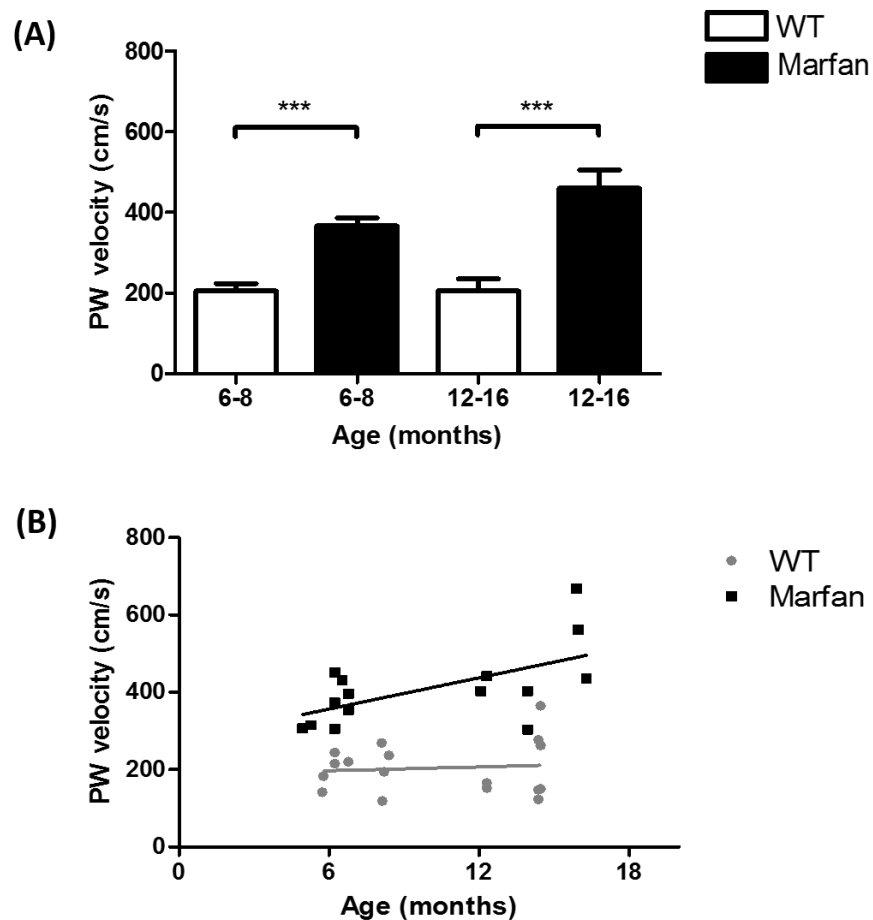 (A)
WT
Marfan
PW velocity (cm/s)
800
600
400
200
0
***
***
6-8
6-8
12-16
12-16
Age (months)
(B)
WT
Marfan
PW velocity (cm/s)
800
600
400
200
0
0
6
12
18
Age (months)